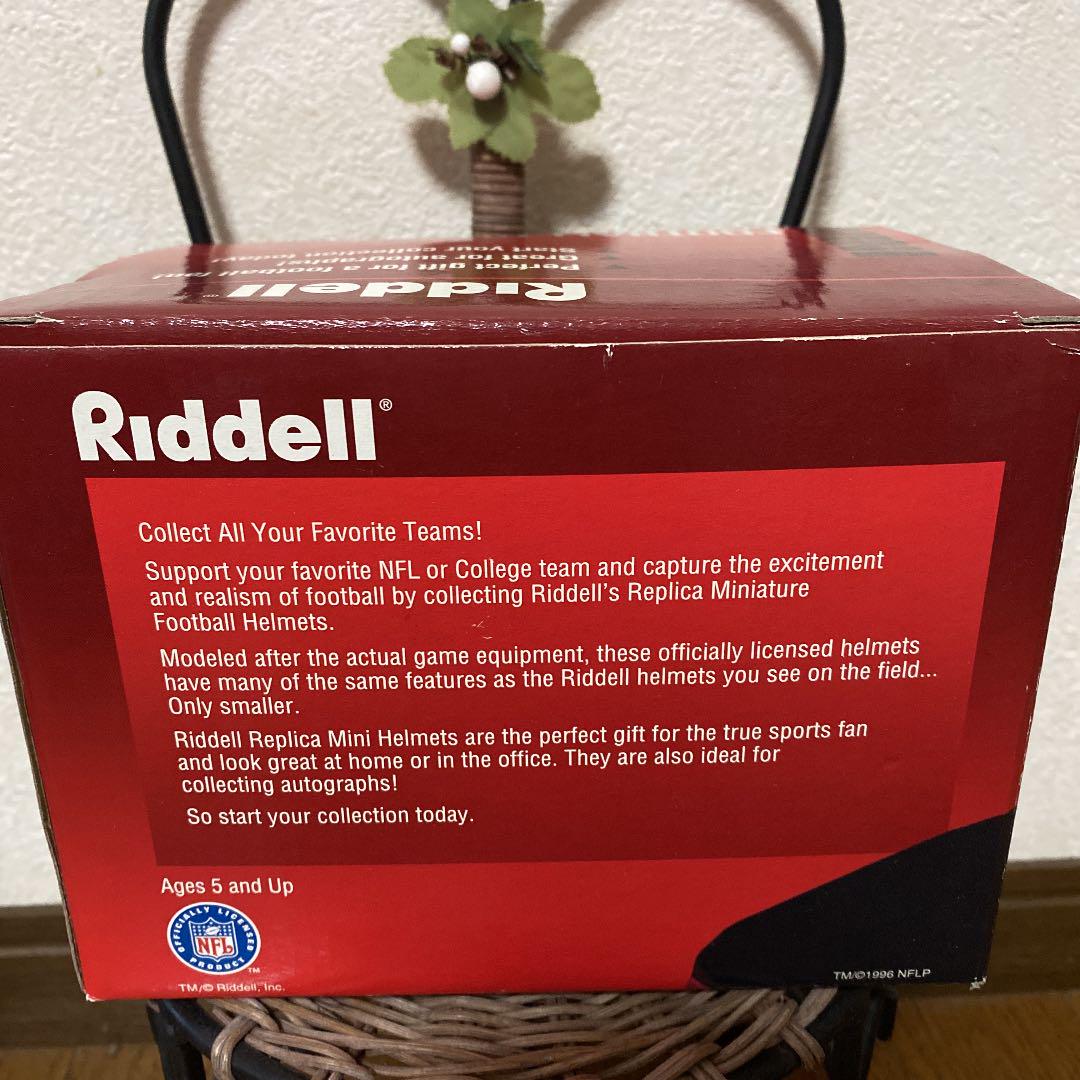 Perfect gift for a football fan!
Great for autographs!
Start your collection today!
Riddell®
Riddell®
Collect All Your Favorite Teams!
Support your favorite NFL or College team and capture the excitement
and realism of football by collecting Riddell's Replica Miniature
Football Helmets.
Modeled after the actual game equipment, these officially licensed helmets
have many of the same features as the Riddell helmets you see on the field...
Only smaller.
Riddell Replica Mini Helmets are the perfect gift for the true sports fan
and look great at home or in the office. They are also ideal for
collecting autographs!
So start your collection today.
Ages 5 and Up
OFFICIALLY LICENSED
NFL
PRODUCT
TM
TM/© Riddell, Inc.
TM/©1996 NFLP